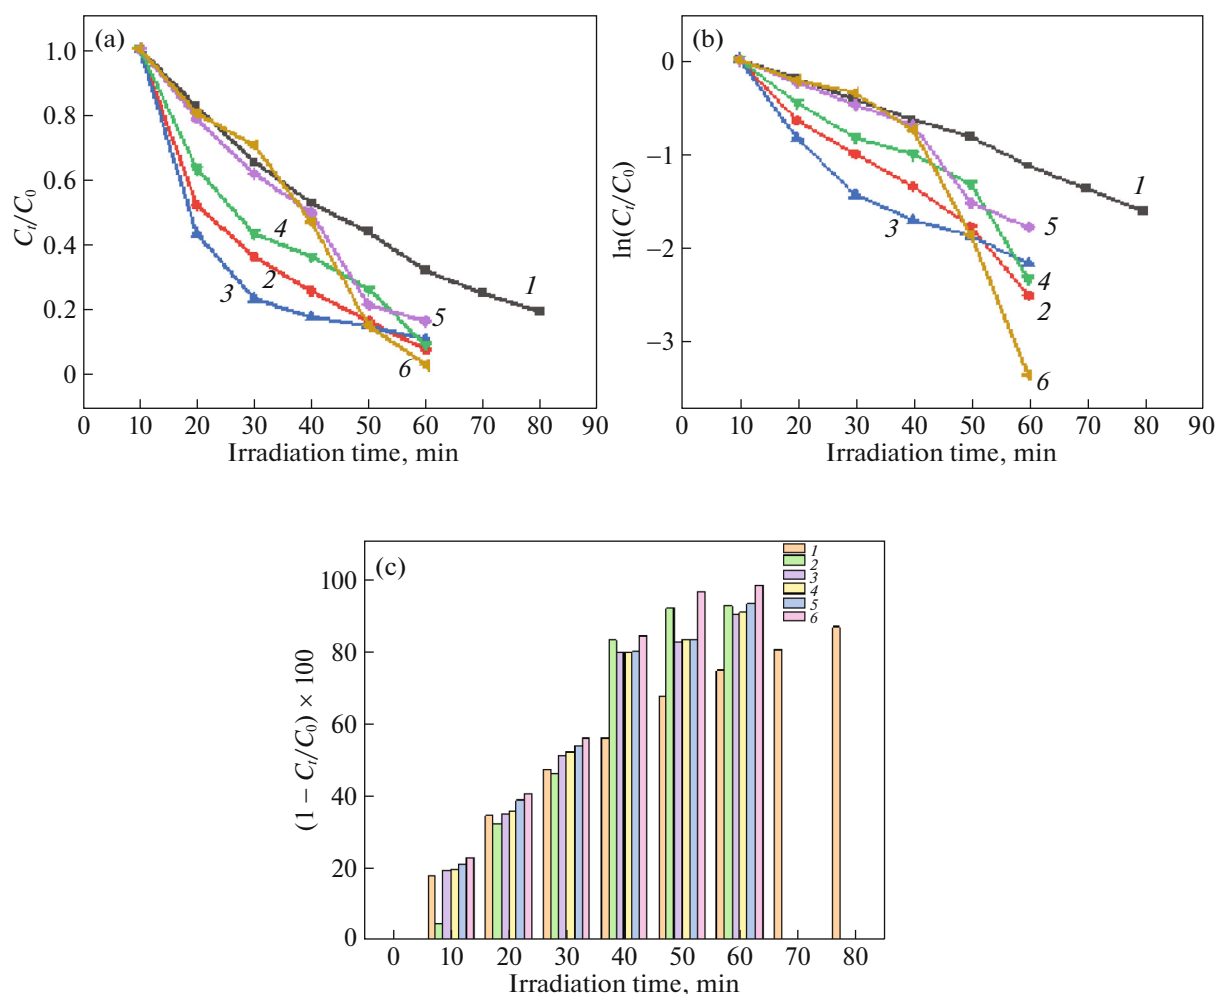 (a)
1.0
0.8
0.6
0.4
0.2
0
C_t/C_0
4
2
3
1
5
6
0 10 20 30 40 50 60 70 80 90
Irradiation time, min
(b)
0
−1
−2
−3
ln(C_t/C_0)
1
5
3
4
2
6
0 10 20 30 40 50 60 70 80 90
Irradiation time, min
(c)
100
80
60
40
20
0
(1 − C_t/C_0) × 100
1
2
3
4
5
6
0 10 20 30 40 50 60 70 80
Irradiation time, min